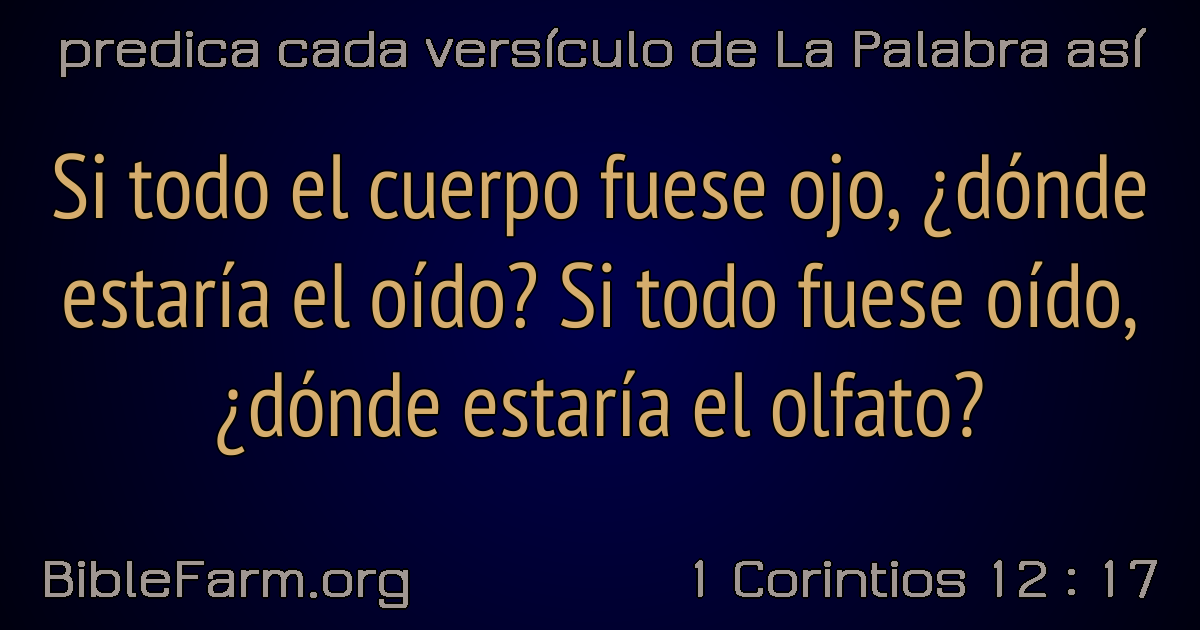 predica cada versículo de La Palabra así
Si todo el cuerpo fuese ojo, ¿dónde
estaría el oído? Si todo fuese oído,
¿dónde estaría el olfato?
BibleFarm.org
1 Corintios 12 : 17